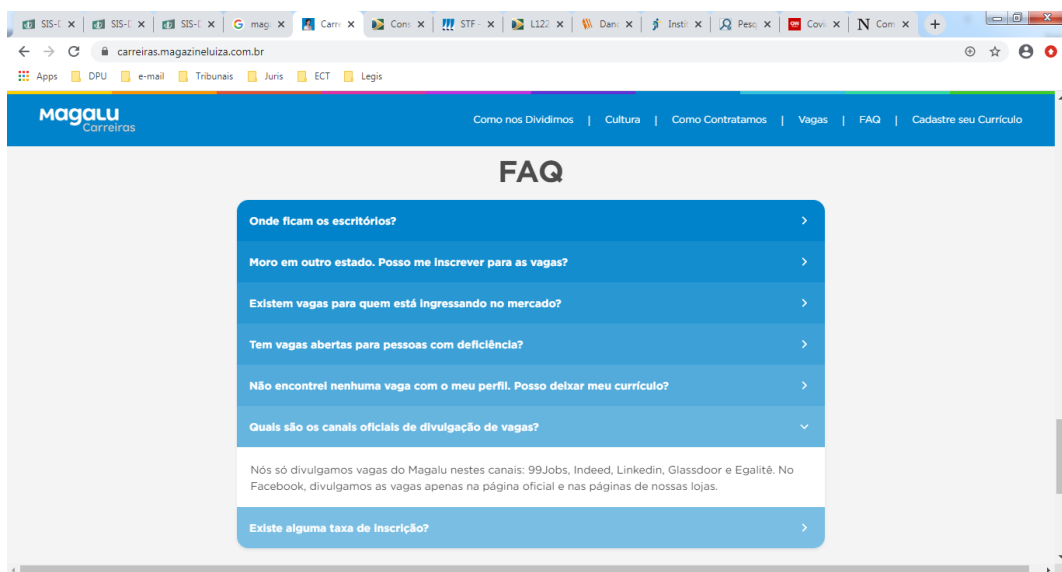 SIS-D SIS-D SIS-D maga Carre Cons STF - L122 Danc Instit Pesq Covi Com
carreiras.magazineluiza.com.br
Apps DPU e-mail Tribunais Juris ECT Legis
Magalu
Carreiras
Como nos Dividimos | Cultura | Como Contratamos | Vagas | FAQ | Cadastre seu Currículo
FAQ
Onde ficam os escritórios?
Moro em outro estado. Posso me inscrever para as vagas?
Existem vagas para quem está ingressando no mercado?
Tem vagas abertas para pessoas com deficiência?
Não encontrei nenhuma vaga com o meu perfil. Posso deixar meu currículo?
Quais são os canais oficiais de divulgação de vagas?
Nós só divulgamos vagas do Magalu nestes canais: 99Jobs, Indeed, Linkedin, Glassdoor e Egalitê. No
Facebook, divulgamos as vagas apenas na página oficial e nas páginas de nossas lojas.
Existe alguma taxa de inscrição?